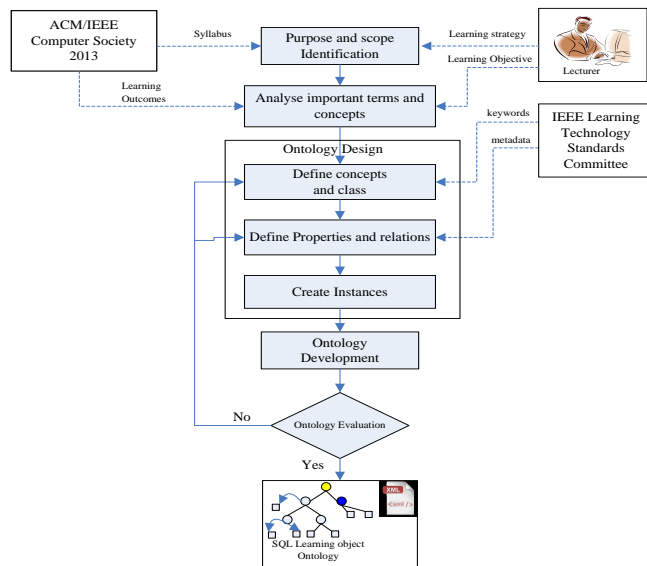 ACM/IEEE
Computer Society
2013
Syllabus
Purpose and scope
Identification
Learning strategy
Learning Objective
Lecturer
Learning
Outcomes
Analyse important terms and
concepts
keywords
metadata
IEEE Learning
Technology
Standards
Committee
Ontology Design
Define concepts
and class
Define Properties and relations
Create Instances
Ontology
Development
No
Ontology Evaluation
Yes
XML
<xml />
SQL Learning object
Ontology